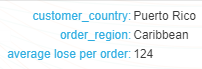 customer_country: Puerto Rico
order_region: Caribbean
average lose per order: 124